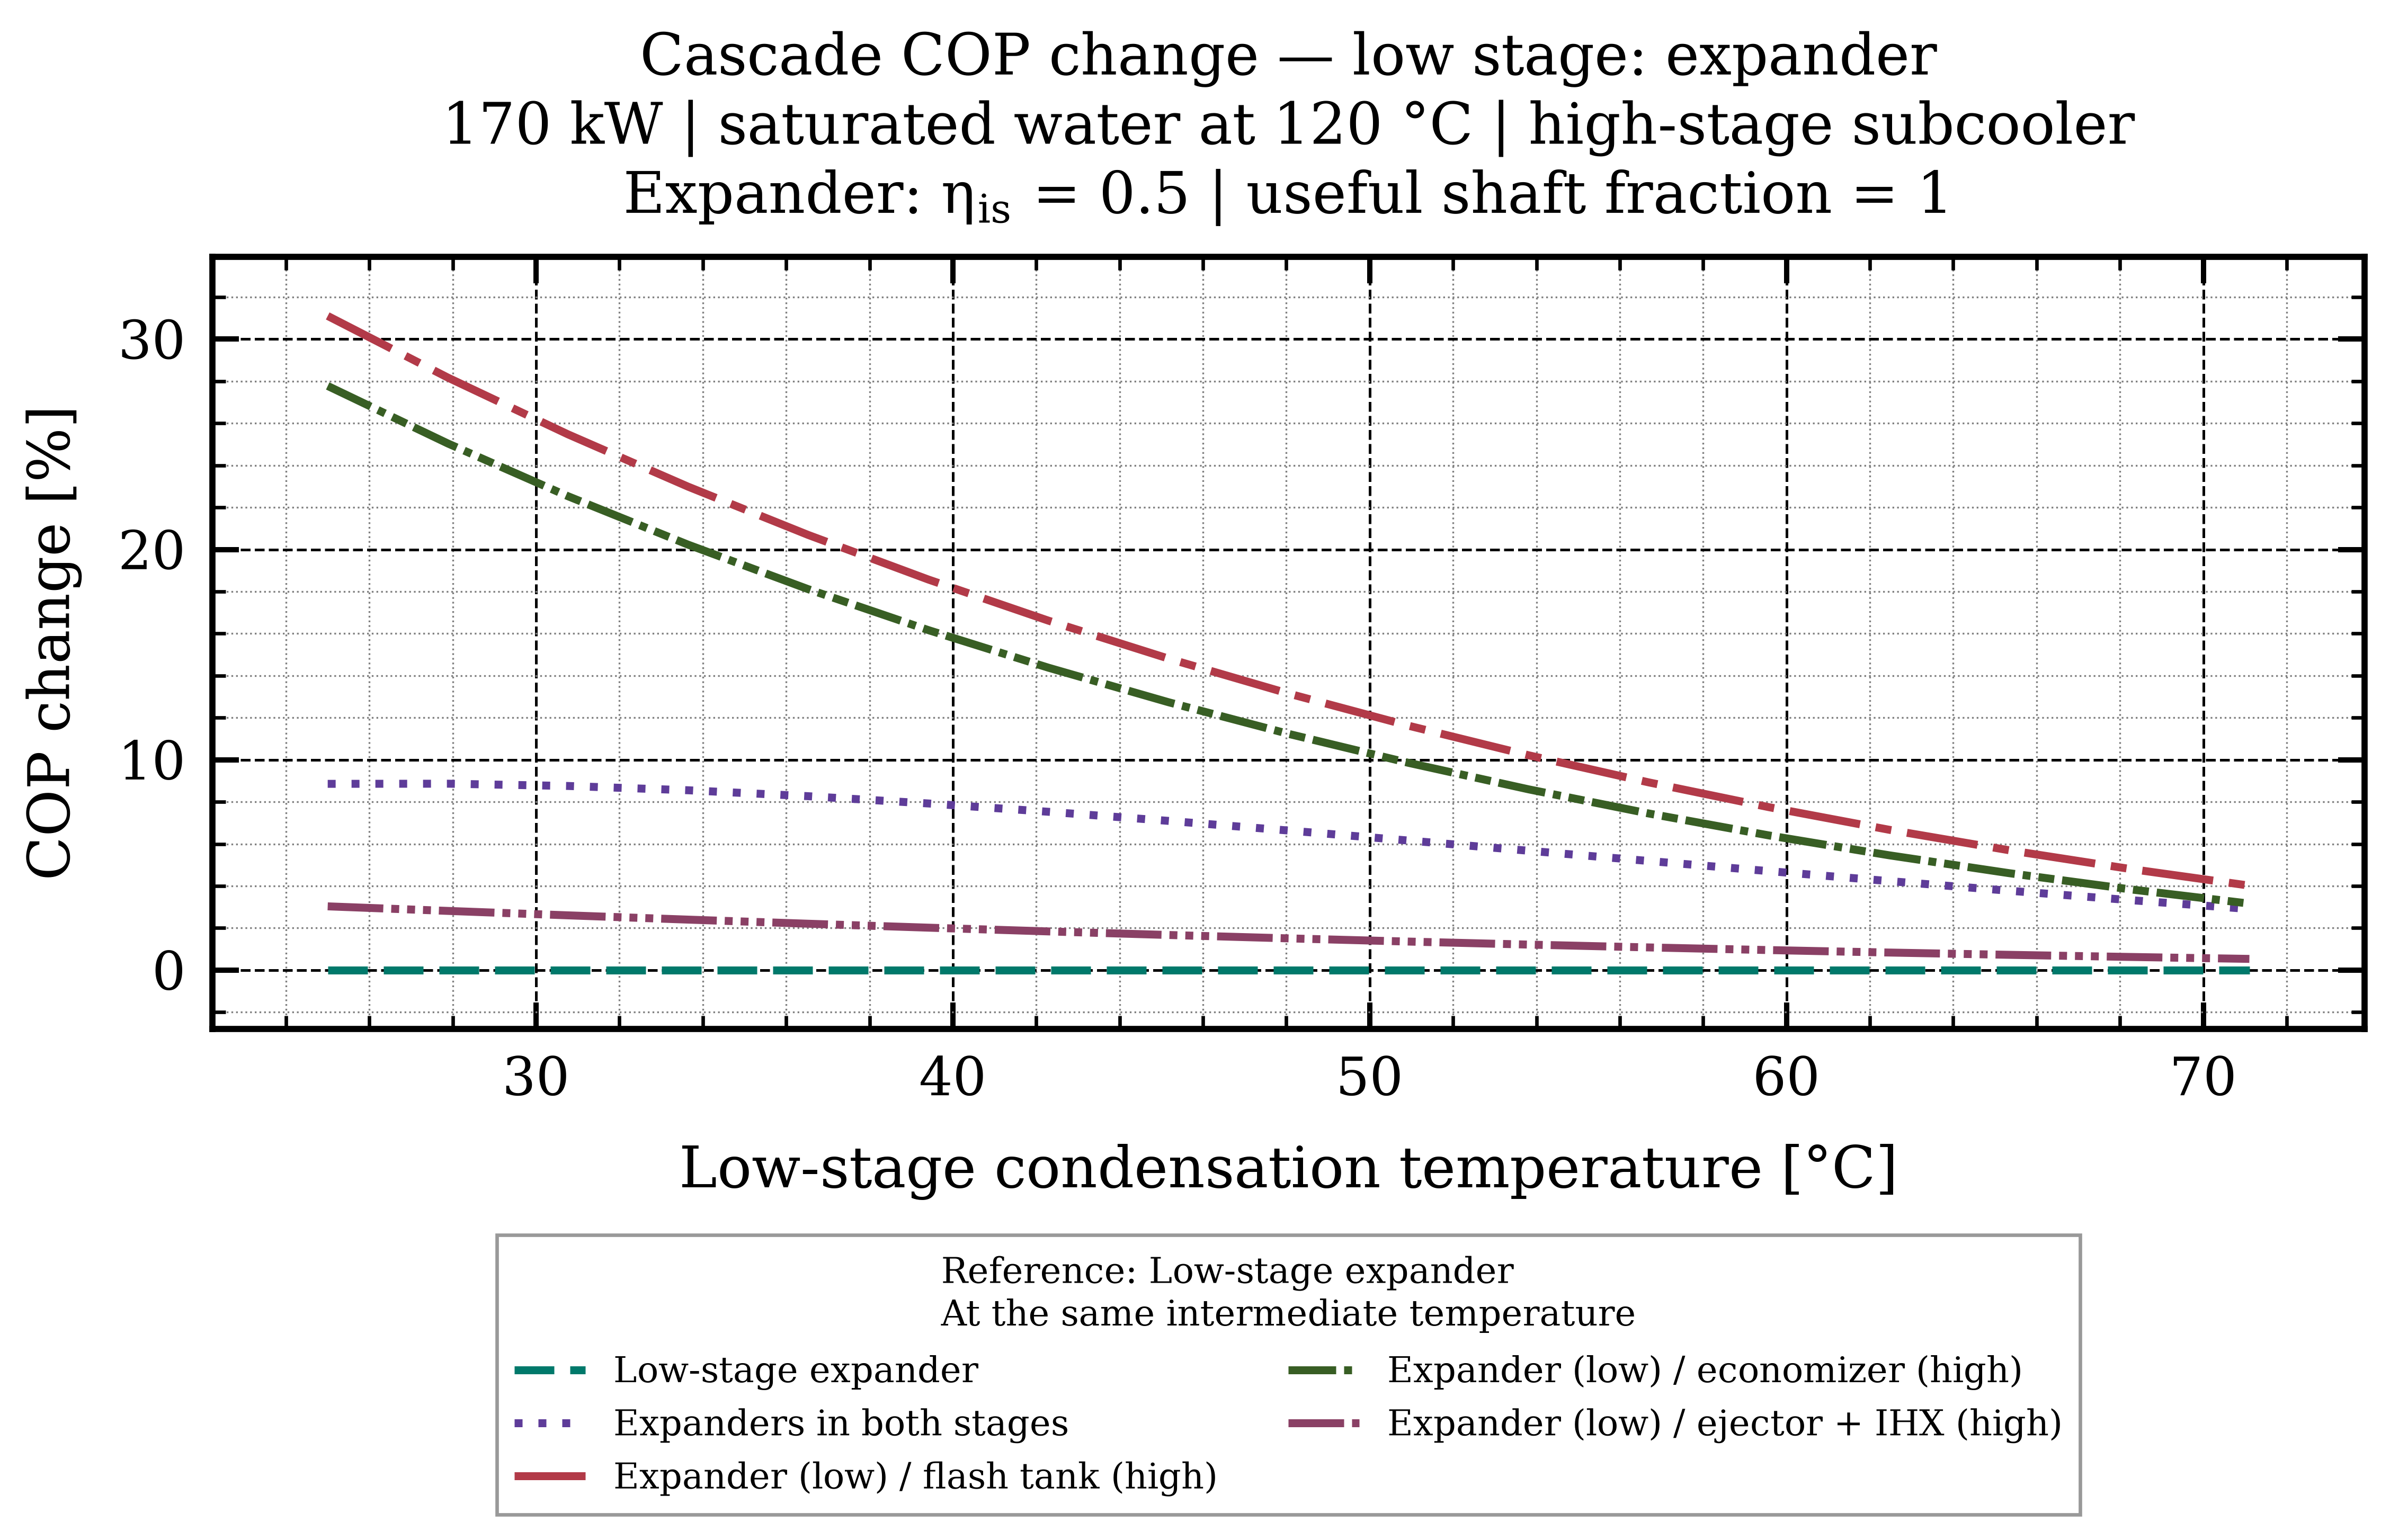 Cascade COP change — low stage: expander
170 kW | saturated water at 120 °C | high-stage subcooler
Expander: ηis = 0.5 | useful shaft fraction = 1
COP change [%]
30
20
10
0
30 40 50 60 70
Low-stage condensation temperature [°C]
Reference: Low-stage expander
At the same intermediate temperature
Low-stage expander
Expanders in both stages
Expander (low) / flash tank (high)
Expander (low) / economizer (high)
Expander (low) / ejector + IHX (high)